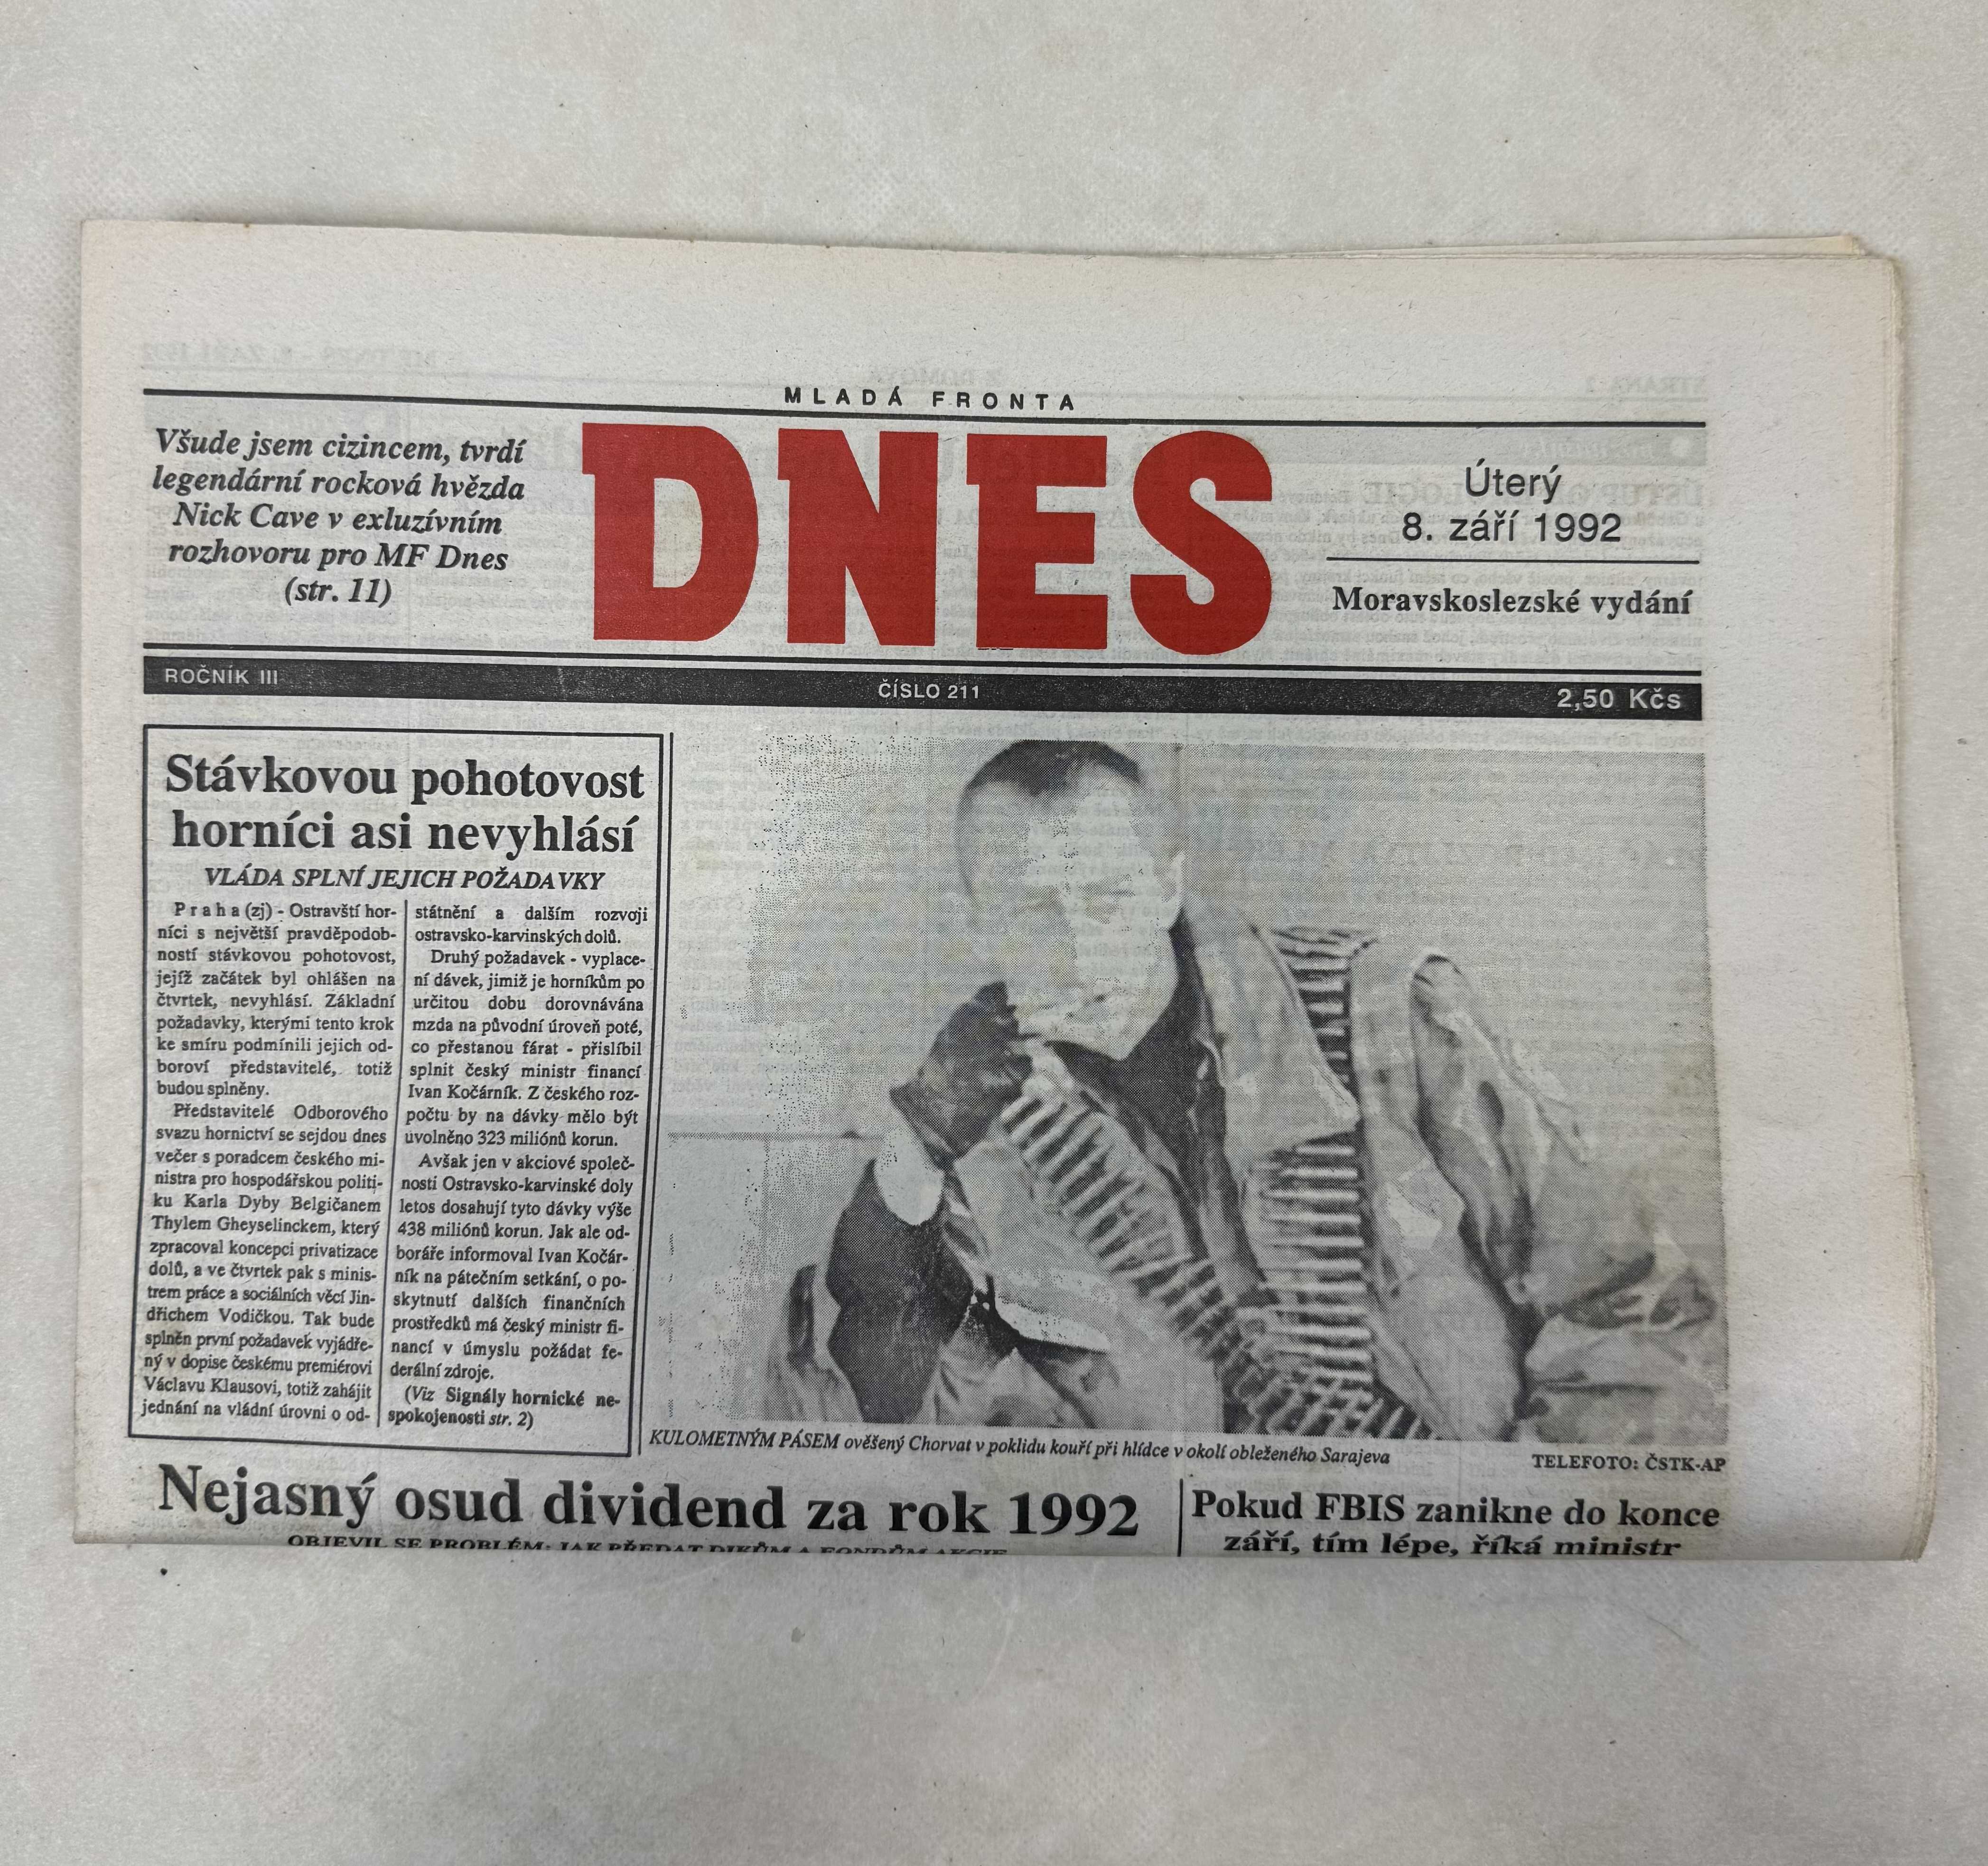 MLADÁ FRONTA
Všude jsem cizincem, tvrdí
legendární rocková hvězda
Nick Cave v exluzívním
rozhovoru pro MF Dnes
(str. 11)
DNES
Úterý
8. září 1992
Moravskoslezské vydání
ROČNÍK III
ČÍSLO 211
2,50 Kčs
Stávkovou pohotovost
horníci asi nevyhlásí
VLÁDA SPLNÍ JEJICH POŽADAVKY
Praha (zj) - Ostravští hor-
níci s největší pravděpodob-
ností stávkovou pohotovost,
jejíž začátek byl ohlášen na
čtvrtek, nevyhlásí. Základní
požadavky, kterými tento krok
ke smíru podmínili jejich od-
boroví představitelé, totiž
budou splněny.
Představitelé Odborového
svazu hornictví se sejdou dnes
večer s poradcem českého mi-
nistra pro hospodářskou politi-
ku Karla Dyby Belgičanem
Thylem Gheyselinckem, který
zpracoval koncepci privatizace
dolů, a ve čtvrtek pak s minis-
trem práce a sociálních věcí Jin-
dřichem Vodičkou. Tak bude
splněn první požadavek vyjádře-
ný v dopise českému premiérovi
Václavu Klausovi, totiž zahájit
jednání na vládní úrovni o od-
státnění a dalším rozvoji
ostravsko-karvinských dolů.
Druhý požadavek - vyplace-
ní dávek, jimiž je horníkům po
určitou dobu dorovnávána
mzda na původní úroveň poté,
co přestanou fárat - přislíbil
splnit český ministr financí
Ivan Kočárník. Z českého roz-
počtu by na dávky mělo být
uvolněno 323 miliónů korun.
Avšak jen v akciové společ-
nosti Ostravsko-karvinské doly
letos dosahují tyto dávky výše
438 miliónů korun. Jak ale od-
boráře informoval Ivan Kočár-
ník na pátečním setkání, o po-
skytnutí dalších finančních
prostředků má český ministr fi-
nancí v úmyslu požádat fe-
derální zdroje.
(Viz Signály hornické ne-
spokojenosti str. 2)
KULOMETNÝM PÁSEM ověšený Chorvat v poklidu kouří při hlídce v okolí obleženého Sarajeva
TELEFOTO: ČSTK-AP
Nejasný osud dividend za rok 1992
OBJEVIL SE PROBLÉM: JAK PŘEDAT DIKŮM A FONDŮM AKCIE
Pokud FBIS zanikne do konce
září, tím lépe, říká ministr